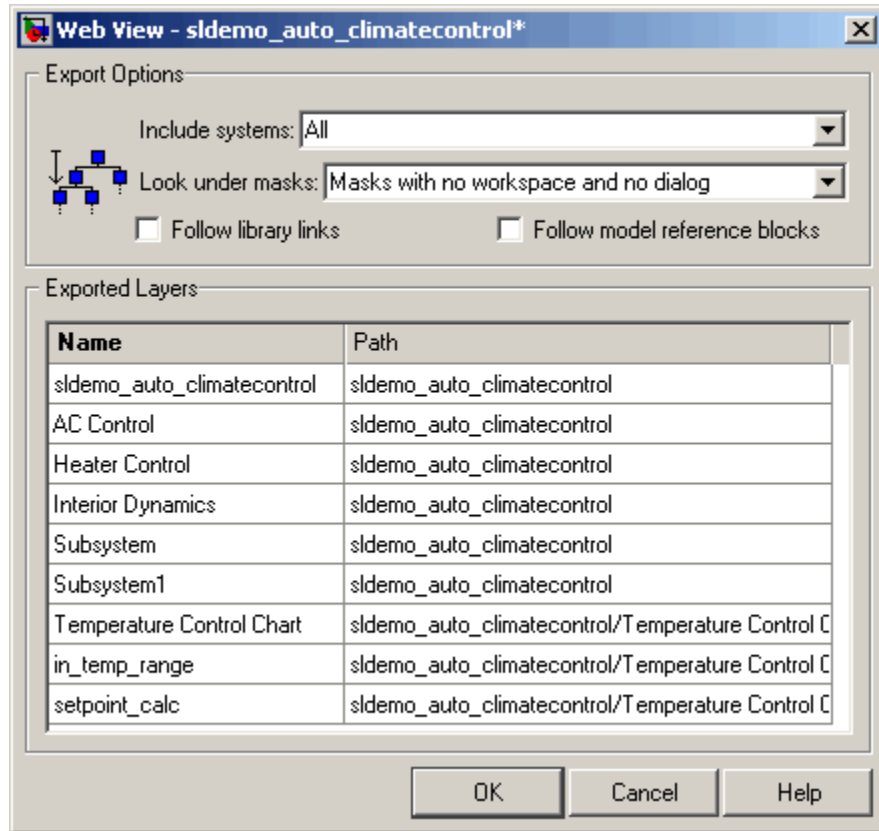 Web View - sldemo_auto_climatecontrol*
Export Options
Include systems: All
Look under masks: Masks with no workspace and no dialog
Follow library links Follow model reference blocks
Exported Layers
Name Path
sldemo_auto_climatecontrol sldemo_auto_climatecontrol
AC Control sldemo_auto_climatecontrol
Heater Control sldemo_auto_climatecontrol
Interior Dynamics sldemo_auto_climatecontrol
Subsystem sldemo_auto_climatecontrol
Subsystem1 sldemo_auto_climatecontrol
Temperature Control Chart sldemo_auto_climatecontrol/Temperature Control C
in_temp_range sldemo_auto_climatecontrol/Temperature Control C
setpoint_calc sldemo_auto_climatecontrol/Temperature Control C
OK Cancel Help